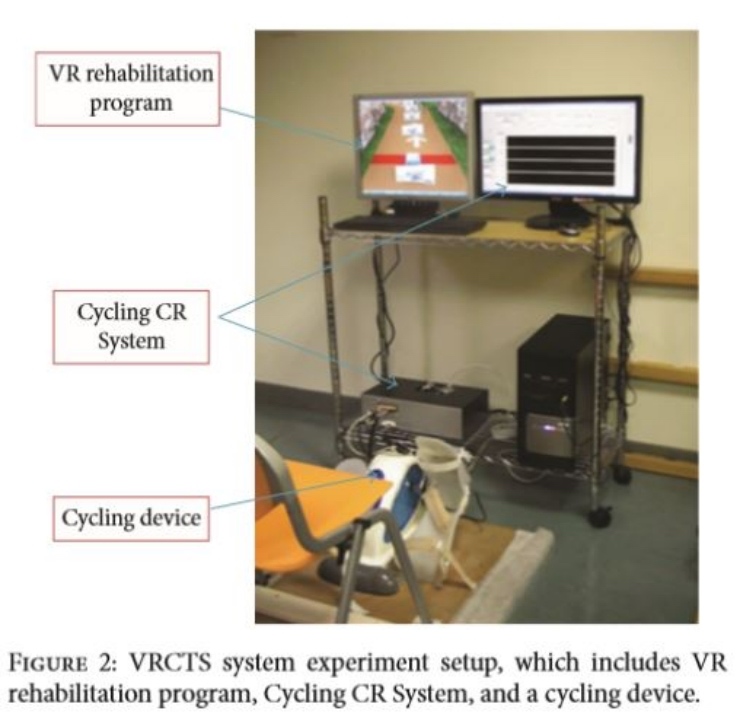 VR rehabilitation
program
Cycling CR
System
Cycling device
FIGURE 2: VRCTS system experiment setup, which includes VR
rehabilitation program, Cycling CR System, and a cycling device.